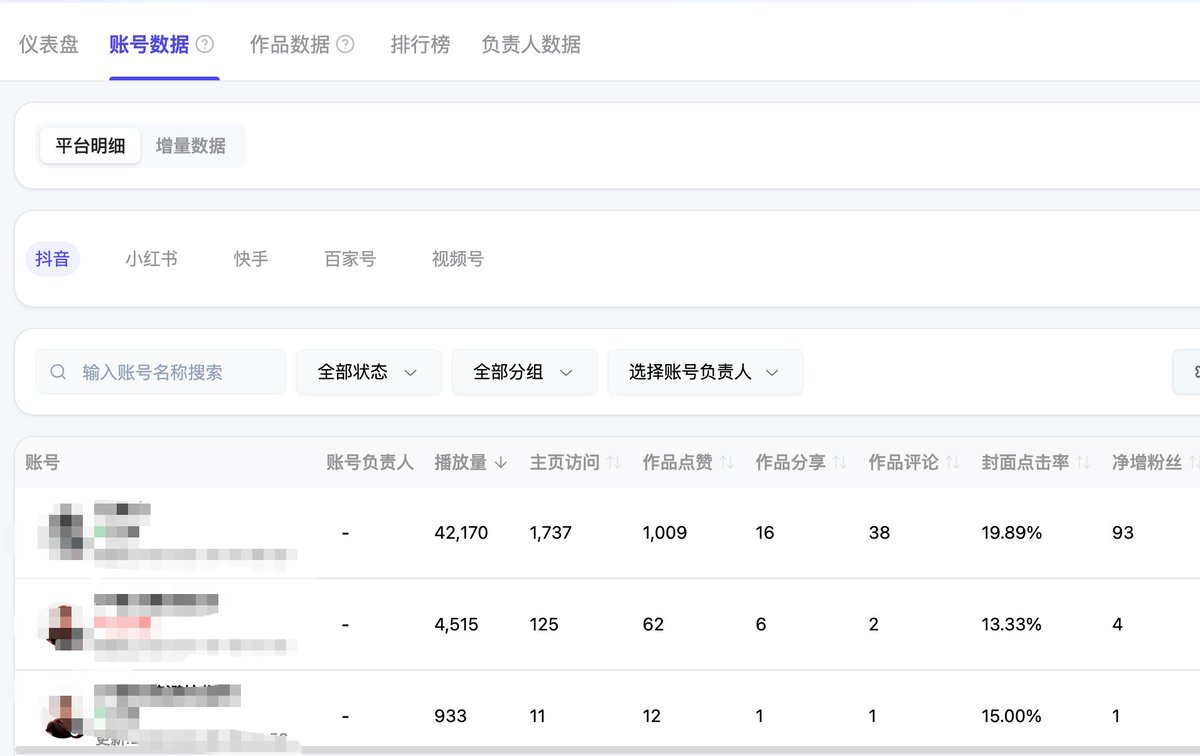 仪表盘 账号数据 ? 作品数据 ? 排行榜 负责人数据
平台明细 增量数据
抖音 小红书 快手 百家号 视频号
输入账号名称搜索 全部状态 全部分组 选择账号负责人
账号 账号负责人 播放量 主页访问 作品点赞 作品分享 作品评论 封面点击率 净增粉丝
- 42,170 1,737 1,009 16 38 19.89% 93
- 4,515 125 62 6 2 13.33% 4
- 933 11 12 1 1 15.00% 1